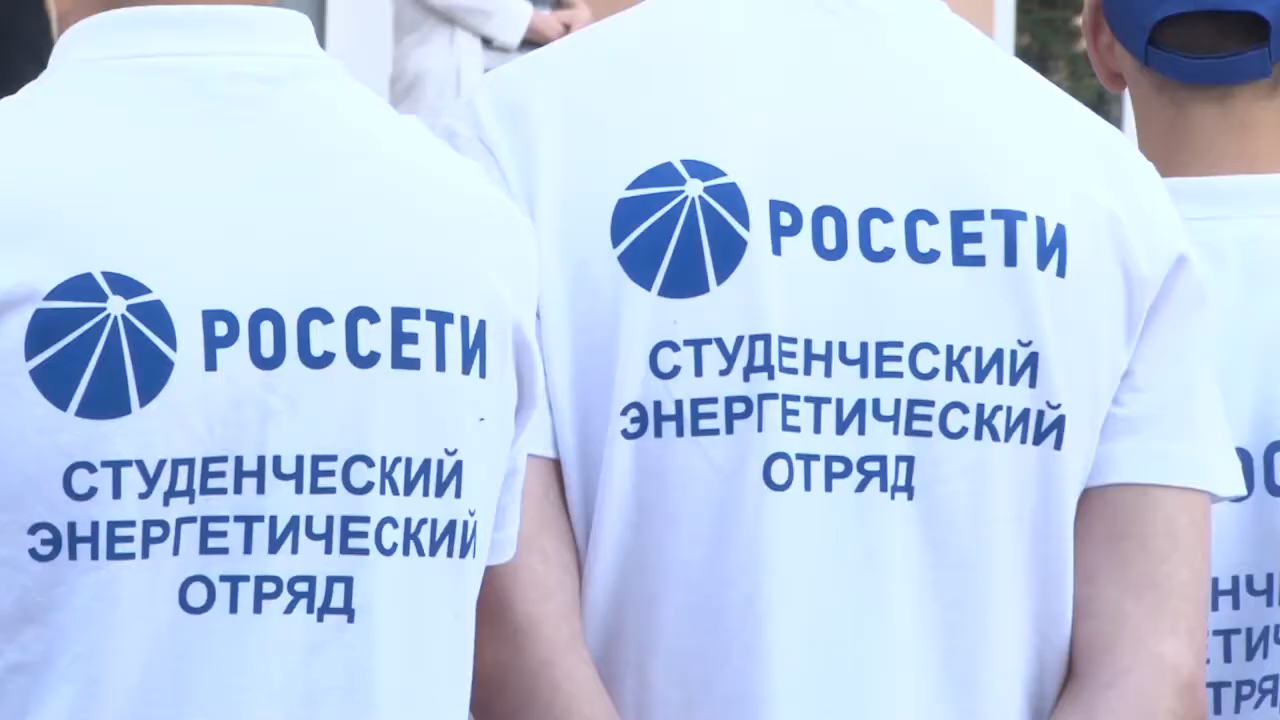 РОССЕТИ
СТУДЕНЧЕСКИЙ
ЭНЕРГЕТИЧЕСКИЙ
ОТРЯД
РОССЕТИ
СТУДЕНЧЕСКИЙ
ЭНЕРГЕТИЧЕСКИЙ
ОТРЯД